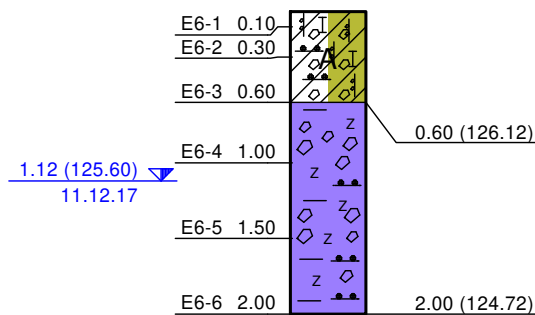 E6-1 0.10
E6-2 0.30
A
E6-3 0.60
0.60 (126.12)
E6-4 1.00
1.12 (125.60)
11.12.17
E6-5 1.50
E6-6 2.00
2.00 (124.72)
z
z
z
z
z